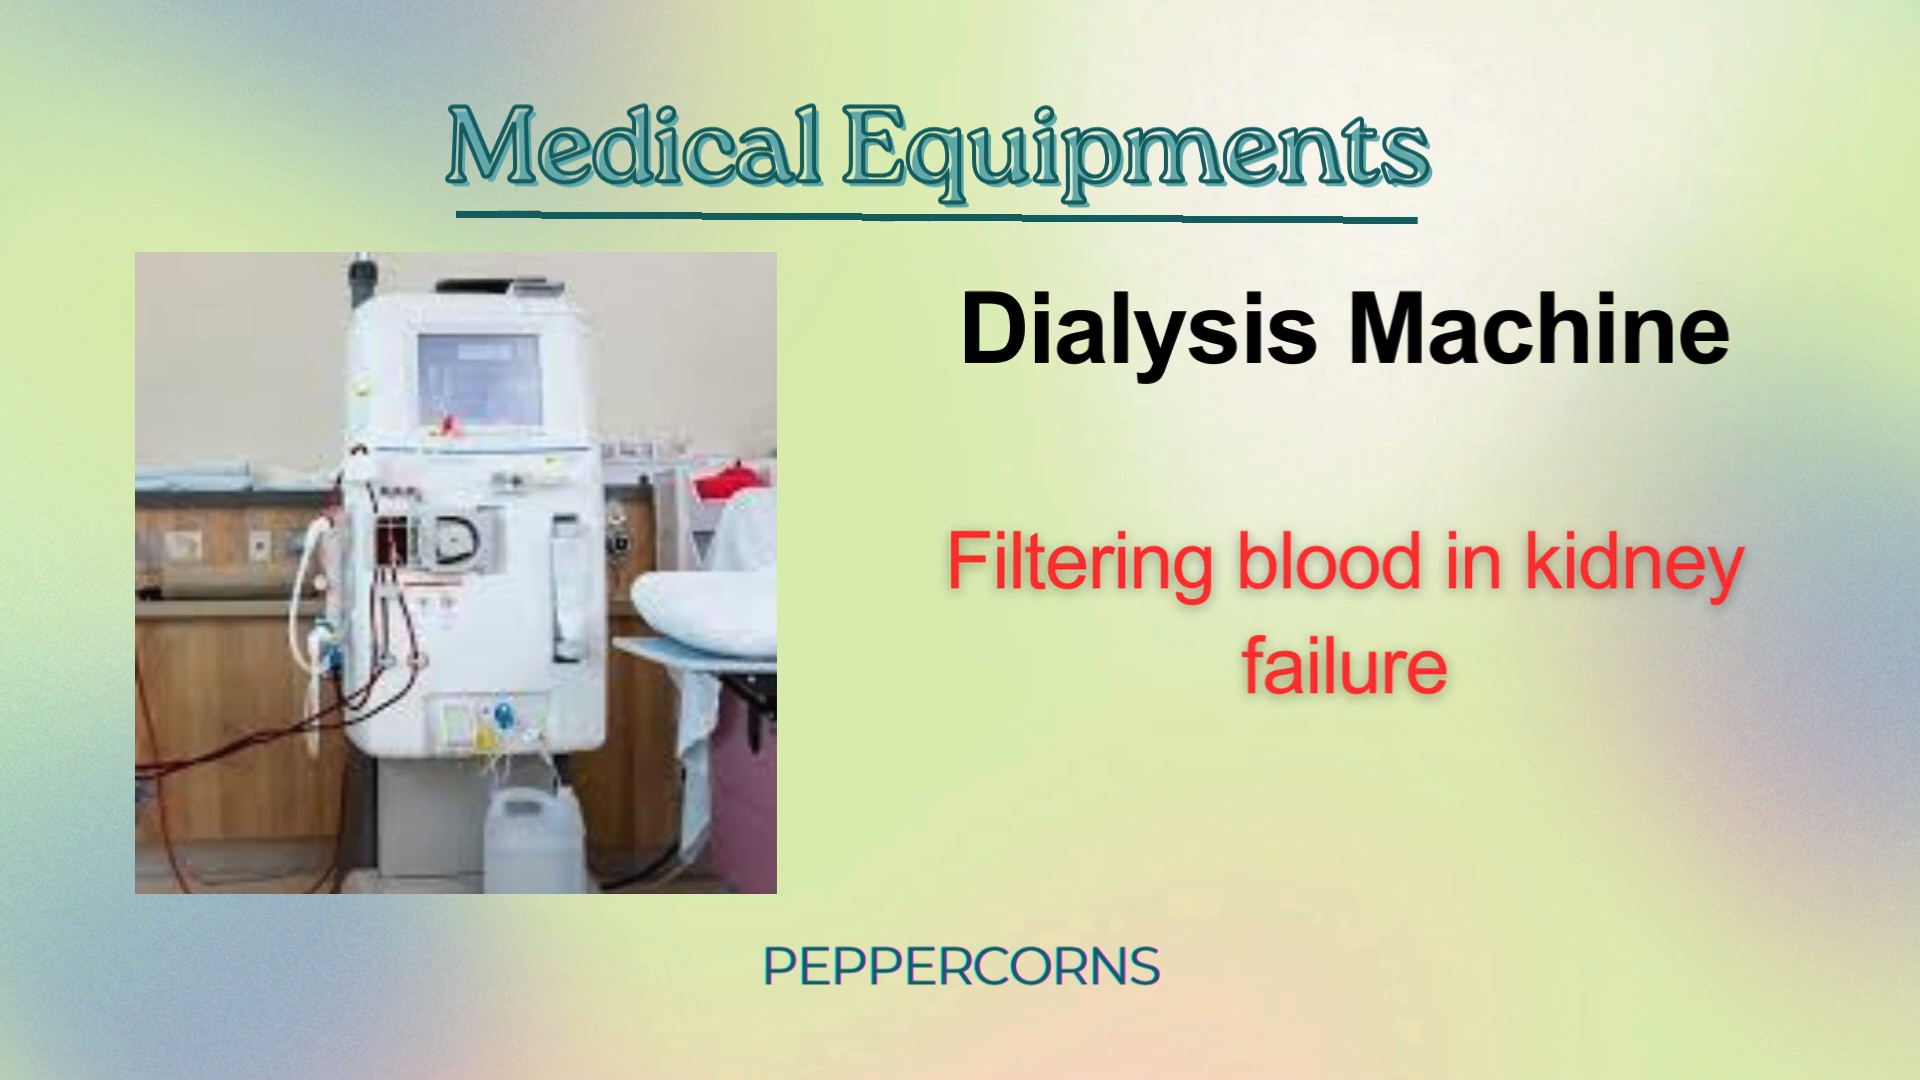 Medical Equipments
Dialysis Machine
Filtering blood in kidney
failure
PEPPERCORNS